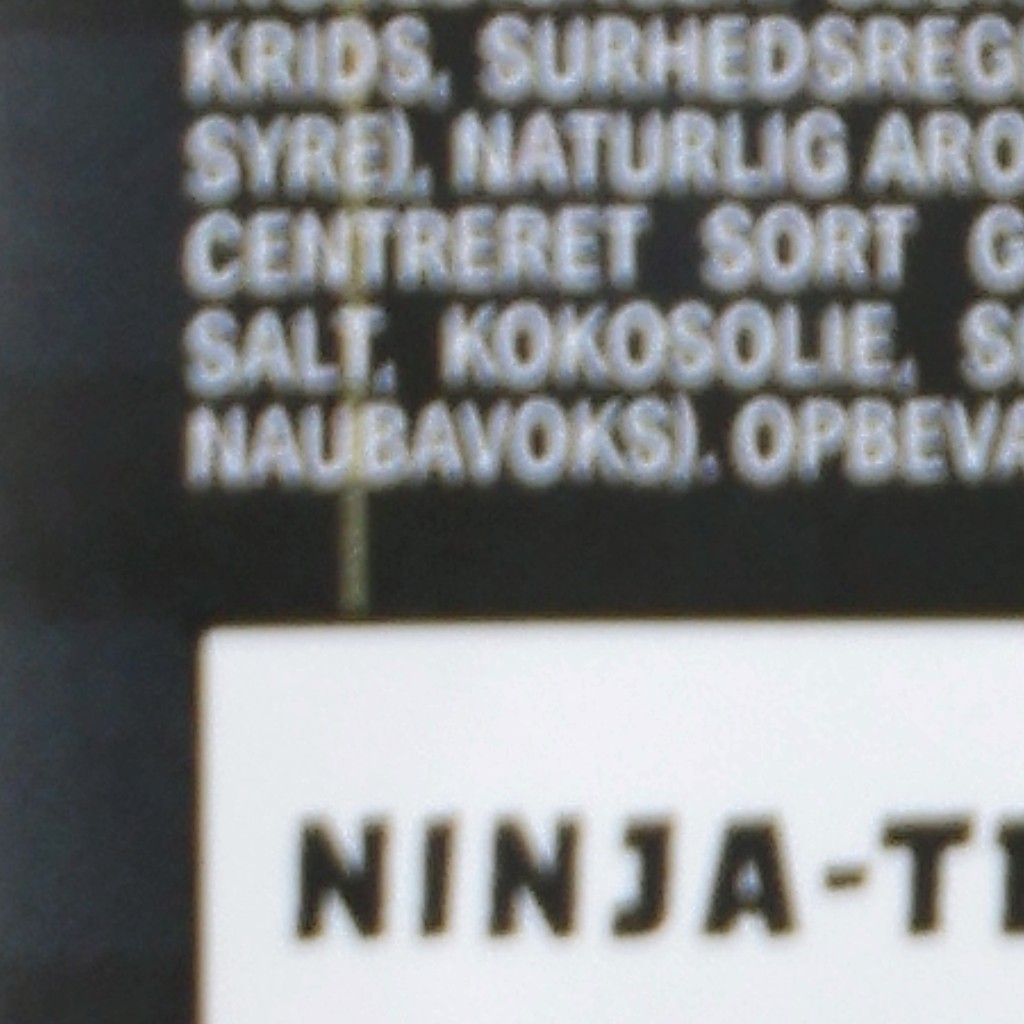 KRIDS, SURHEDSREG
SYRE), NATURLIG ARO
CENTRERET SORT G
SALT, KOKOSOLIE,
NAUBAVOKS). OPBEVA
NINJA-T